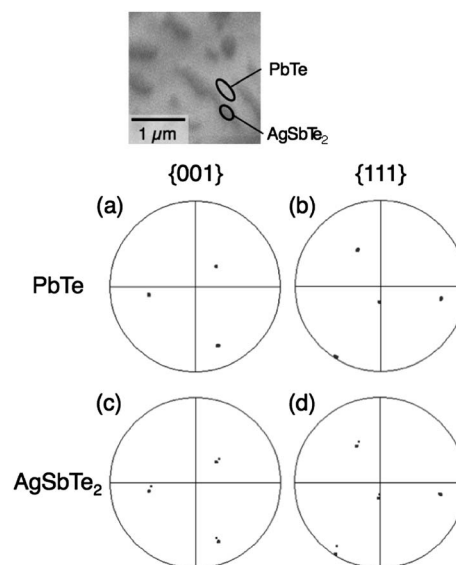 PbTe
AgSbTe₂
1 μm
{001} {111}
(a) (b)
PbTe
(c) (d)
AgSbTe₂